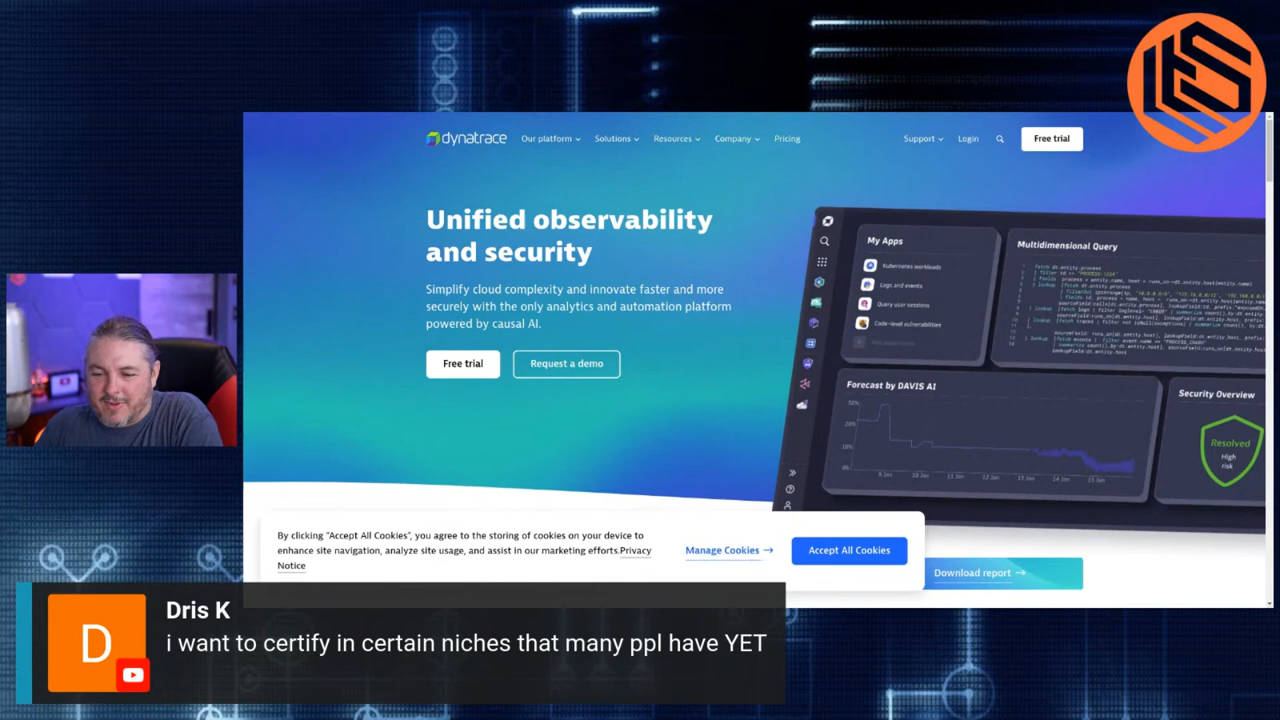 dynatrace Our platform Solutions Resources Company Pricing Support Login Free trial
Unified observability
and security
Simplify cloud complexity and innovate faster and more
securely with the only analytics and automation platform
powered by causal AI.
Free trial Request a demo
My Apps
Kubernetes workloads
Logs and events
Query user sessions
Code-level vulnerabilities
Multidimensional Query
Forecast by DAVIS AI
Security Overview
Resolved
High
risk
By clicking "Accept All Cookies", you agree to the storing of cookies on your device to
enhance site navigation, analyze site usage, and assist in our marketing efforts.Privacy
Notice
Manage Cookies →
Accept All Cookies
Download report →
D
Dris K
i want to certify in certain niches that many ppl have YET